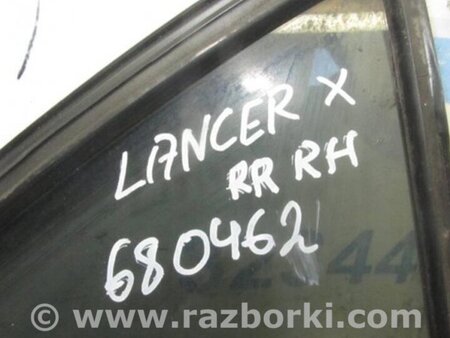 LANCER X
RR RH
680462
© www.razborki.com